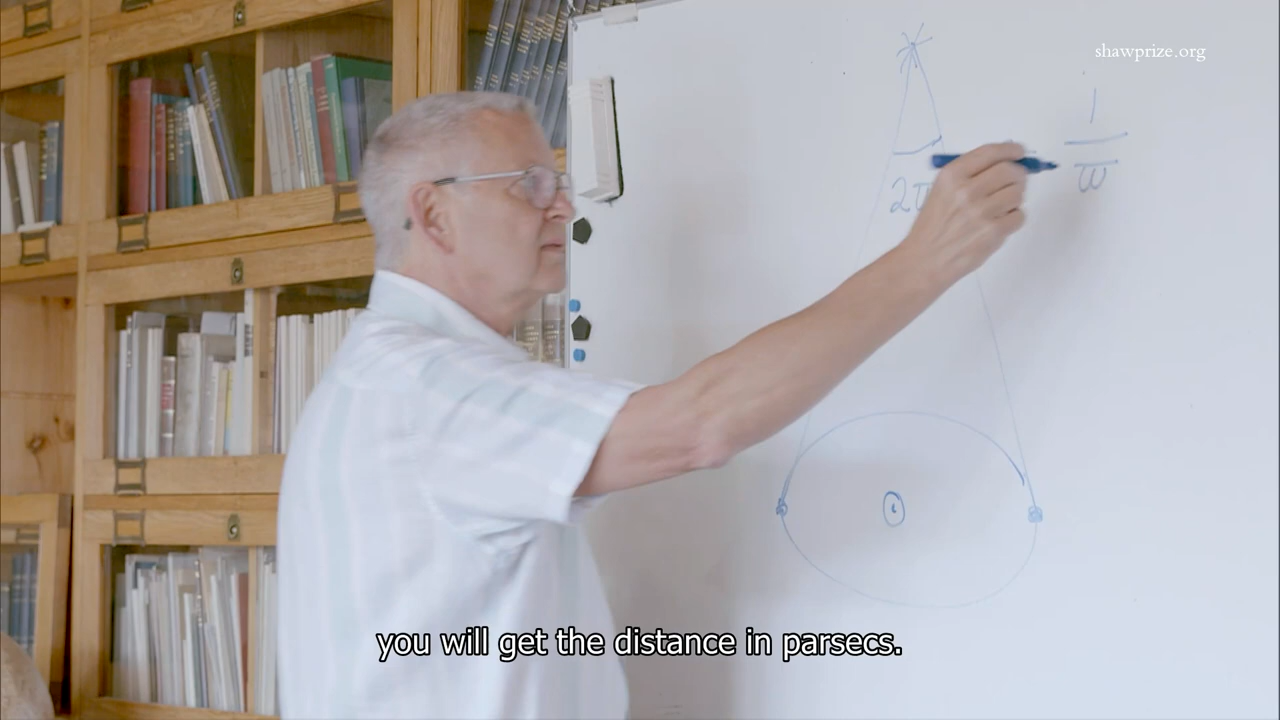 shawprize.org
1
ϖ
2ϖ
you will get the distance in parsecs.